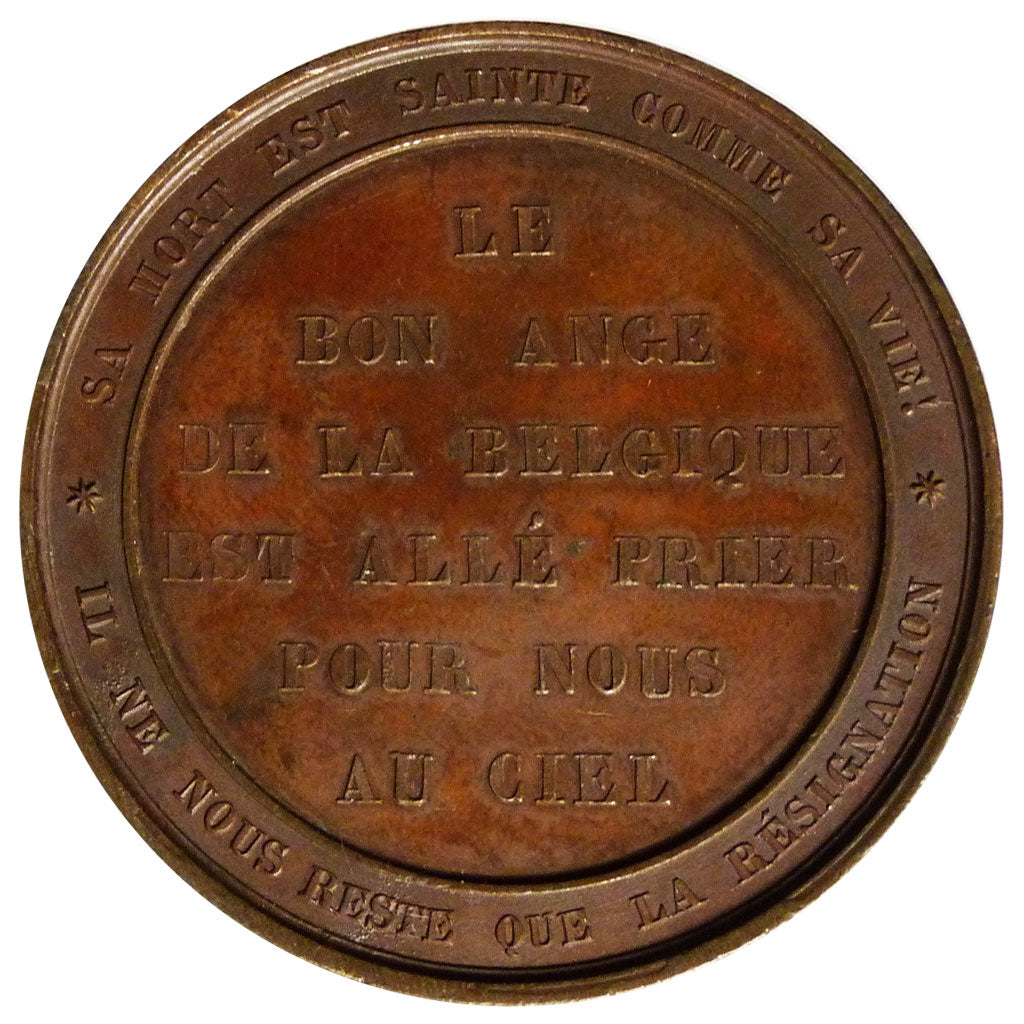 SA MORT EST SAINTE COMME SA VIE!
LE
BON ANGE
DE LA BELGIQUE
EST ALLÉ PRIER
POUR NOUS
AU CIEL
IL NE NOUS RESTE QUE LA RÉSIGNATION